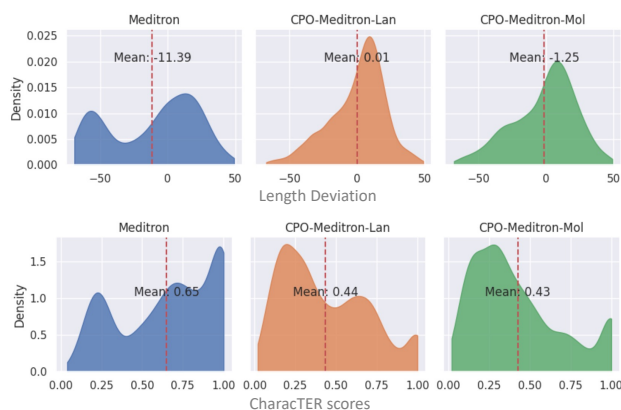 Meditron CPO-Meditron-Lan CPO-Meditron-Mol
0.025
0.020
0.015
0.010
0.005
0.000
Density
Mean: -11.39 Mean: 0.01 Mean: -1.25
−50 0 50 −50 0 50 −50 0 50
Length Deviation
Meditron CPO-Meditron-Lan CPO-Meditron-Mol
1.5
1.0
0.5
0.0
Density
Mean: 0.65 Mean: 0.44 Mean: 0.43
0.00 0.25 0.50 0.75 1.00 0.00 0.25 0.50 0.75 1.00 0.00 0.25 0.50 0.75 1.00
CharacTER scores